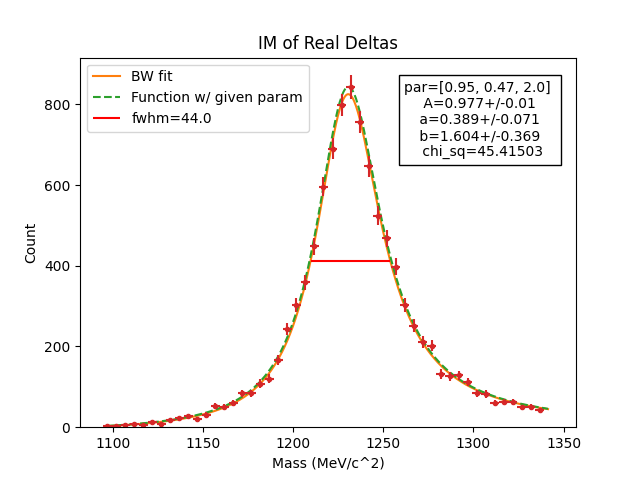 IM of Real Deltas
BW fit
Function w/ given param
fwhm=44.0
par=[0.95, 0.47, 2.0]
A=0.977+/-0.01
a=0.389+/-0.071
b=1.604+/-0.369
chi_sq=45.41503
Count
800
600
400
200
0
1100 1150 1200 1250 1300 1350
Mass (MeV/c^2)